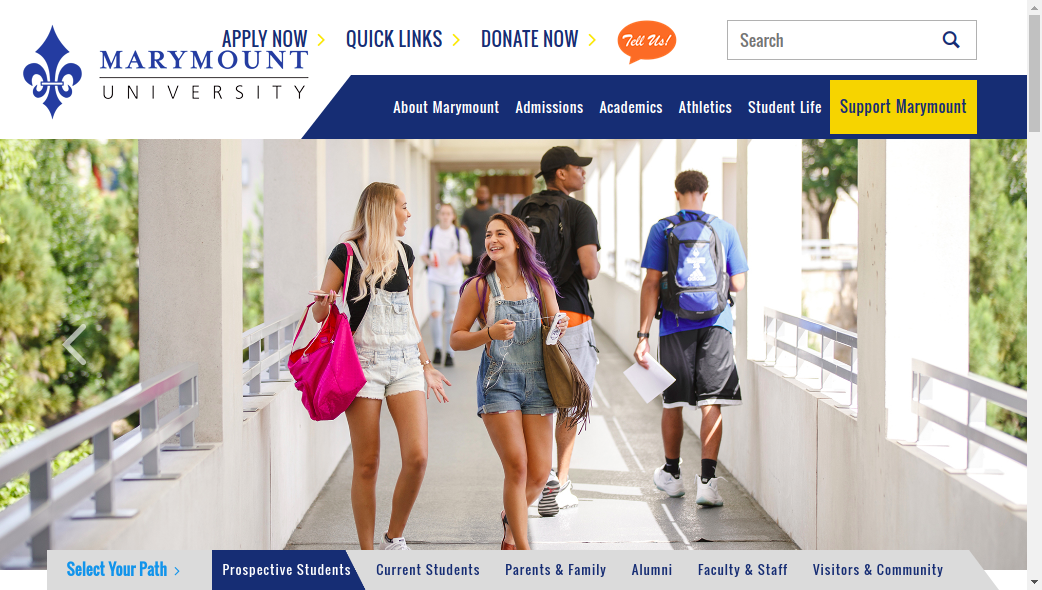 APPLY NOW
QUICK LINKS
DONATE NOW
Tell Us!
Search
MARYMOUNT
UNIVERSITY
About Marymount
Admissions
Academics
Athletics
Student Life
Support Marymount
Select Your Path
Prospective Students
Current Students
Parents & Family
Alumni
Faculty & Staff
Visitors & Community